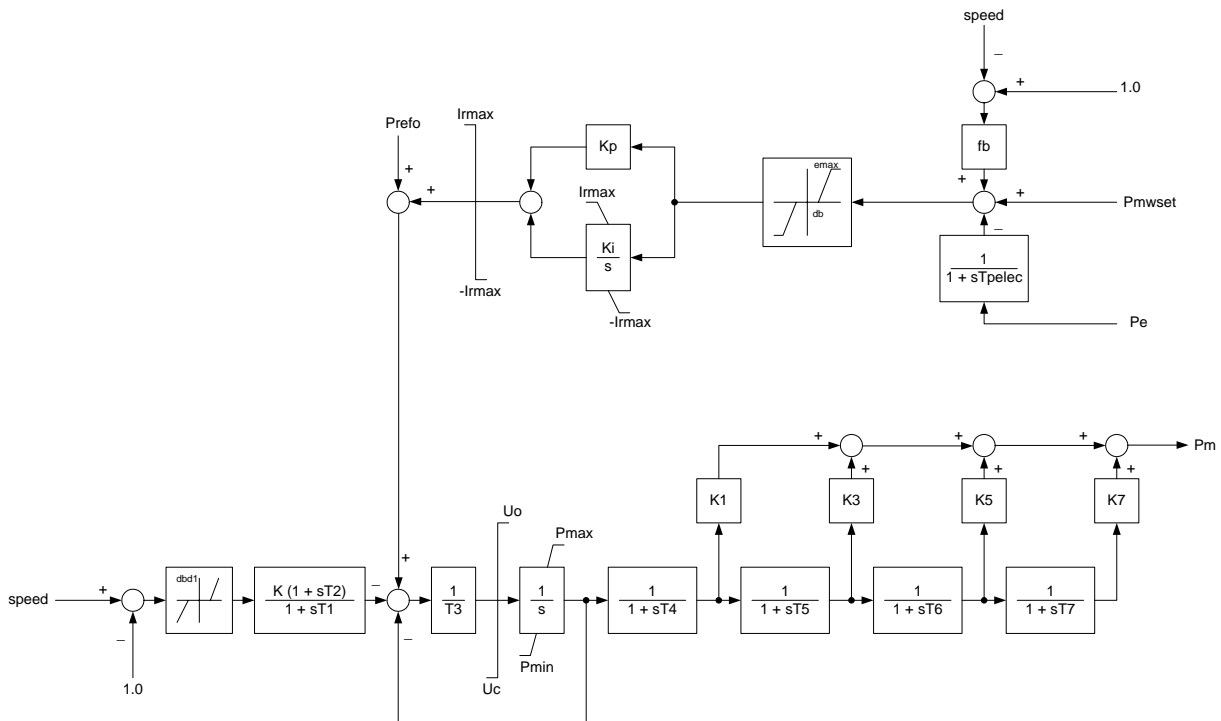 speed
−
+
1.0
fb
+
+
Pmwset
−
1
1 + sTpelec
Pe
emax
db
Kp
Irmax
Ki
s
-Irmax
Irmax
-Irmax
Prefo
+
+
+
+
+
Pm
+
+
+
K1
K3
K5
K7
speed
+
−
1.0
dbd1
K (1 + sT2)
1 + sT1
−
+
−
1
T3
Uo
Uc
Pmax
1
s
Pmin
1
1 + sT4
1
1 + sT5
1
1 + sT6
1
1 + sT7